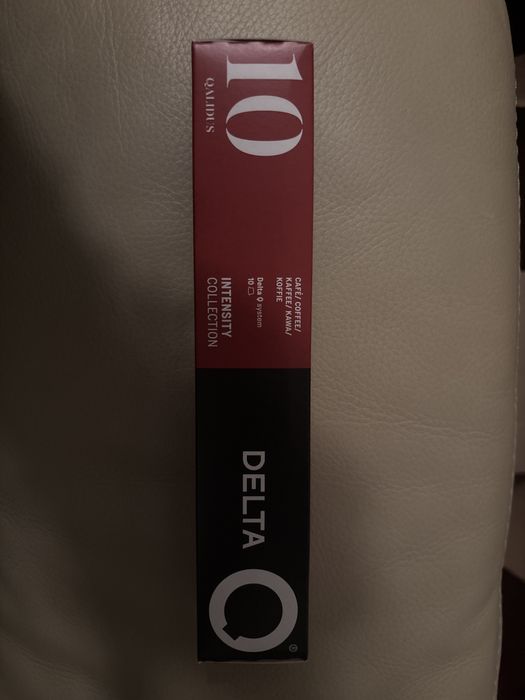 10
QALIDUS
CAFÉ/ COFFEE/
KAFFEE/ KAWA/
KOFFIE
Delta Q system
10
INTENSITY
COLLECTION
DELTA
Q
®